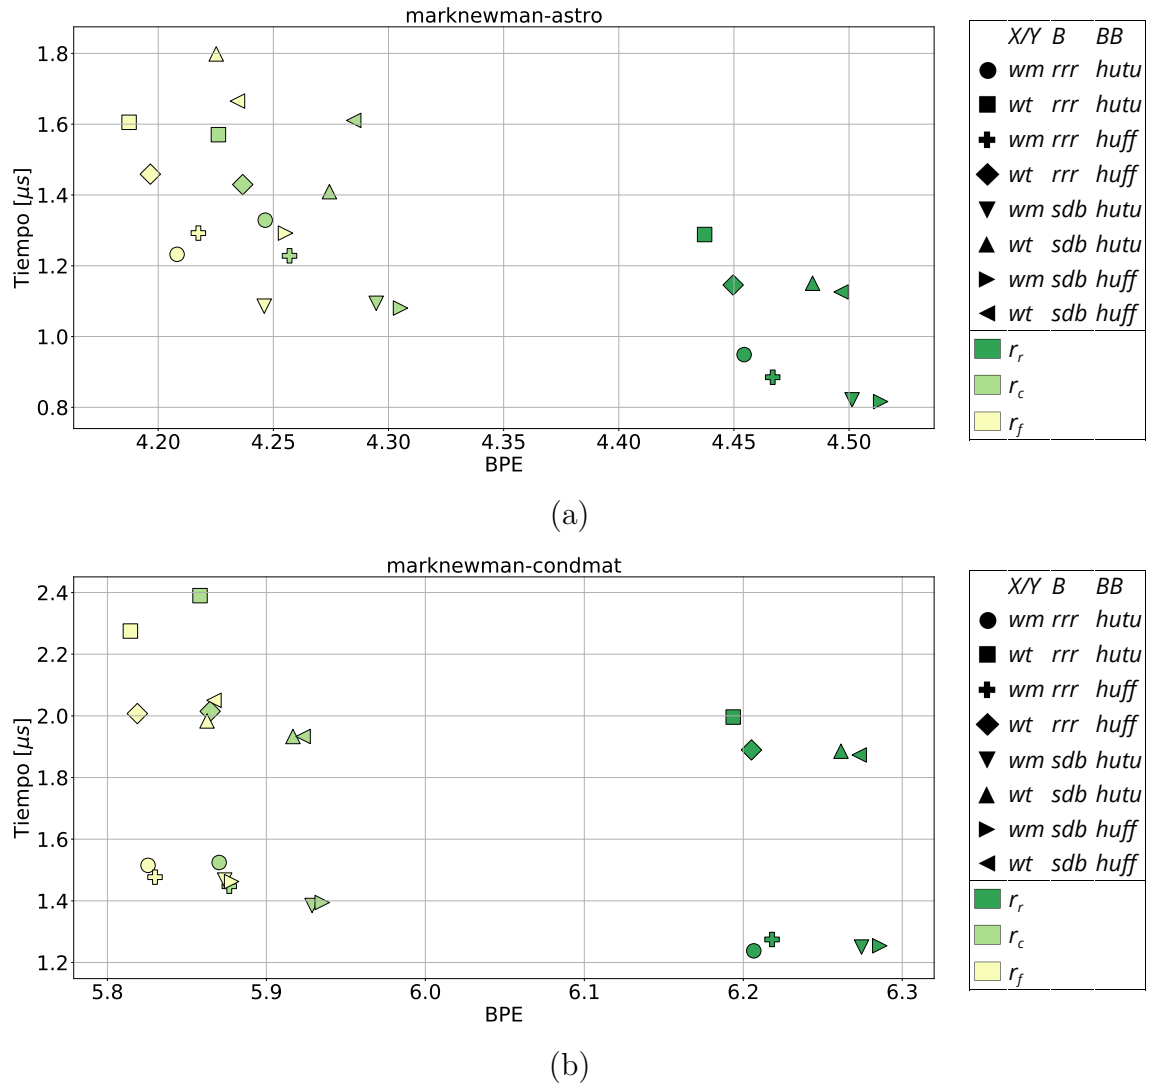 marknewman-astro
1.8
1.6
1.4
1.2
1.0
0.8
Tiempo [μs]
4.20 4.25 4.30 4.35 4.40 4.45 4.50
BPE
X/Y B BB
wm rrr hutu
wt rrr hutu
wm rrr huff
wt rrr huff
wm sdb hutu
wt sdb hutu
wm sdb huff
wt sdb huff
r_r
r_c
r_f
(a)
marknewman-condmat
2.4
2.2
2.0
1.8
1.6
1.4
1.2
Tiempo [μs]
5.8 5.9 6.0 6.1 6.2 6.3
BPE
X/Y B BB
wm rrr hutu
wt rrr hutu
wm rrr huff
wt rrr huff
wm sdb hutu
wt sdb hutu
wm sdb huff
wt sdb huff
r_r
r_c
r_f
(b)